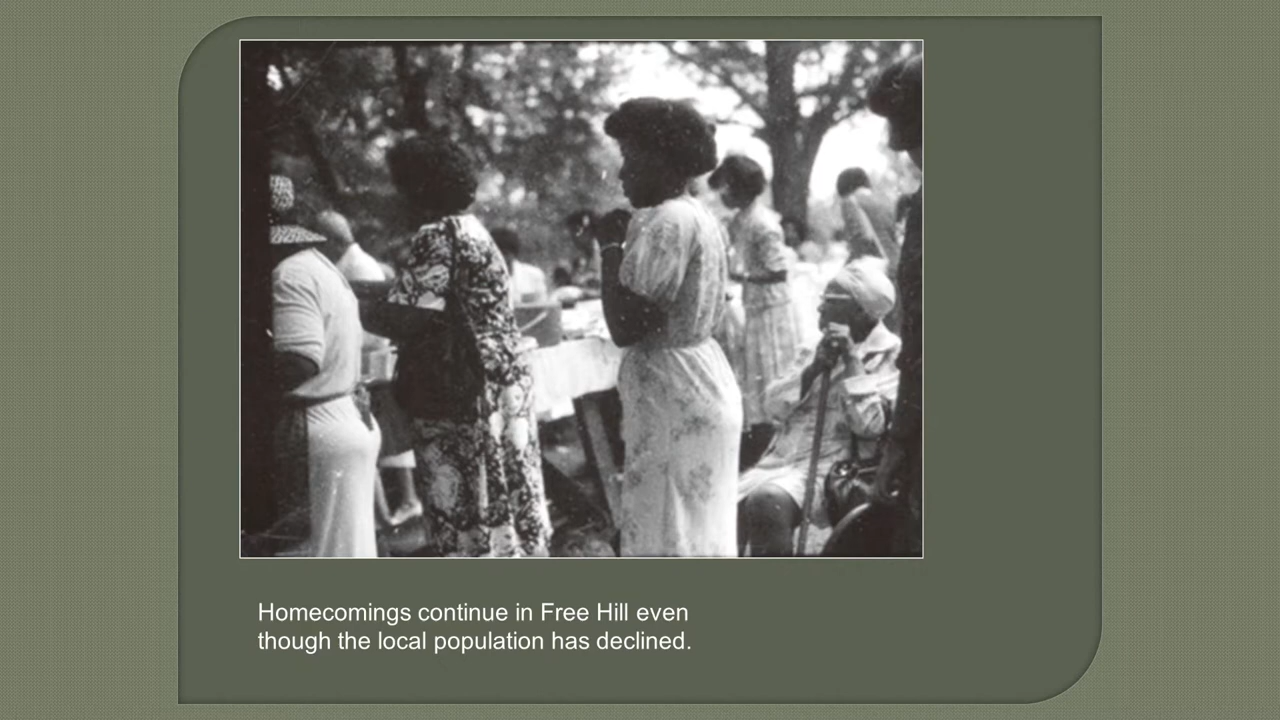 Homecomings continue in Free Hill even
though the local population has declined.